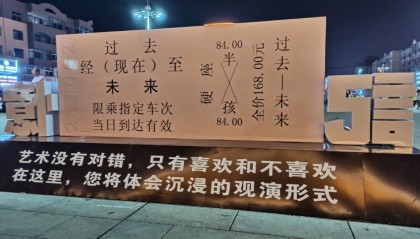 过去
经（现在）至
未来
限乘指定车次
当日到达有效
硬座
84.00
半
孩
84.00
全价168.00元
过去—未来
艺术没有对错，只有喜欢和不喜欢
在这里，您将体会沉浸的观演形式